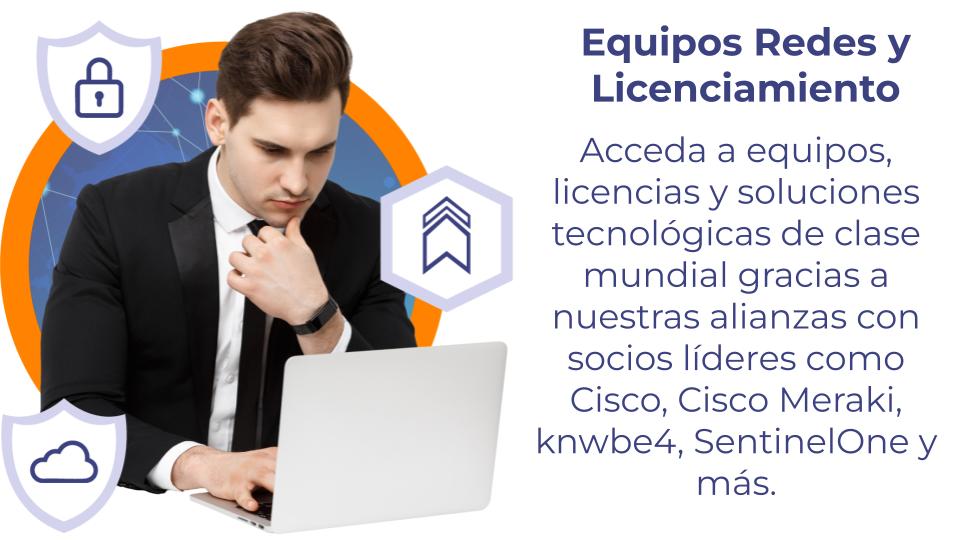 Equipos Redes y
Licenciamiento
Acceda a equipos,
licencias y soluciones
tecnológicas de clase
mundial gracias a
nuestras alianzas con
socios líderes como
Cisco, Cisco Meraki,
knwbe4, SentinelOne y
más.